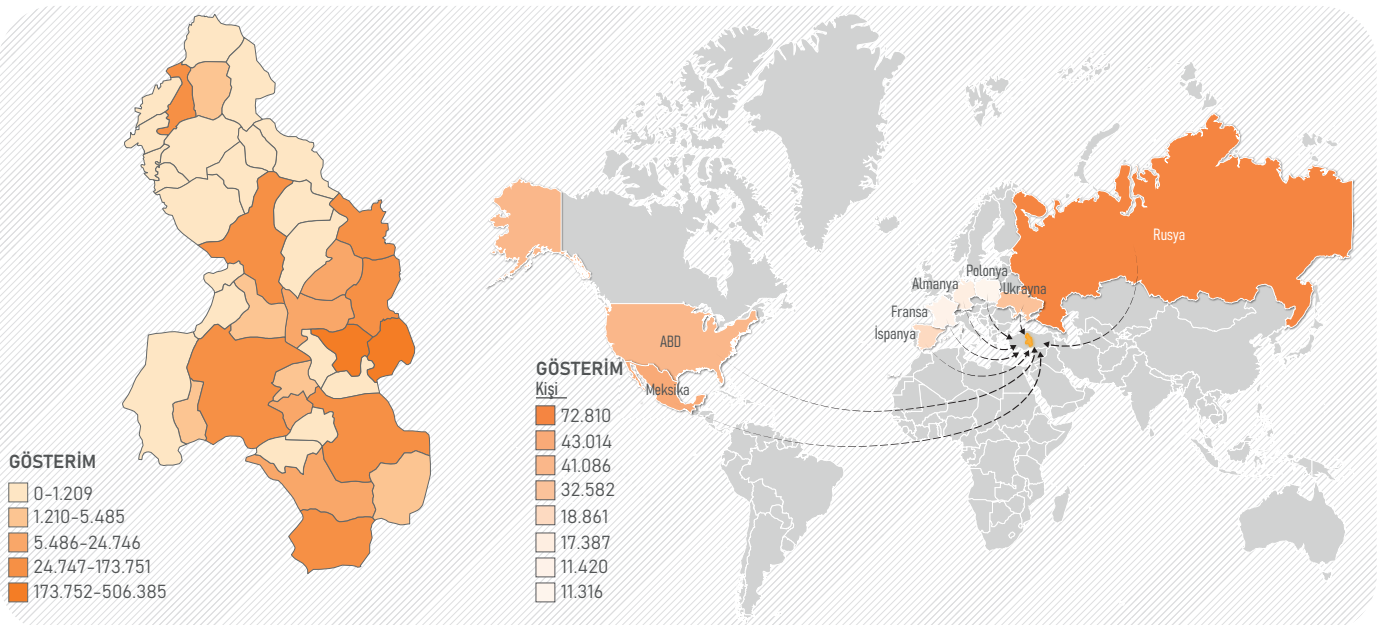 GÖSTERİM
0-1.209
1.210-5.485
5.486-24.746
24.747-173.751
173.752-506.385
GÖSTERİM
Kişi
72.810
43.014
41.086
32.582
18.861
17.387
11.420
11.316
ABD
Meksika
Rusya
Polonya
Almanya
Ukrayna
Fransa
İspanya